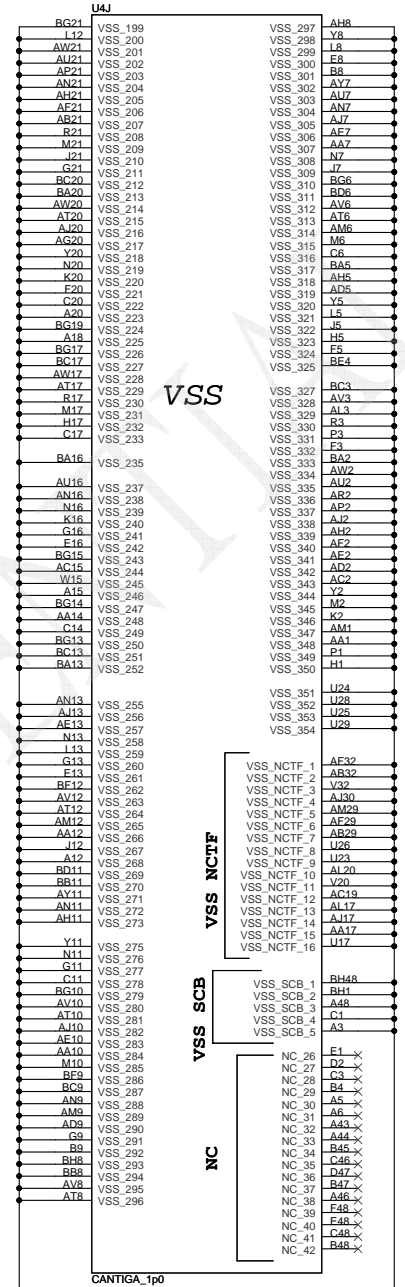 U4J
BG21 VSS_199
L12 VSS_200
AW21 VSS_201
AU21 VSS_202
AP21 VSS_203
AN21 VSS_204
AH21 VSS_205
AF21 VSS_206
AB21 VSS_207
R21 VSS_208
M21 VSS_209
J21 VSS_210
G21 VSS_211
BC20 VSS_212
BA20 VSS_213
AW20 VSS_214
AT20 VSS_215
AJ20 VSS_216
AG20 VSS_217
Y20 VSS_218
N20 VSS_219
K20 VSS_220
F20 VSS_221
C20 VSS_222
A20 VSS_223
BG19 VSS_224
A18 VSS_225
BG17 VSS_226
BC17 VSS_227
AW17 VSS_228
AT17 VSS_229
R17 VSS_230
M17 VSS_231
H17 VSS_232
C17 VSS_233
BA16 VSS_235
AU16 VSS_237
AN16 VSS_238
N16 VSS_239
K16 VSS_240
G16 VSS_241
E16 VSS_242
BG15 VSS_243
AC15 VSS_244
W15 VSS_245
A15 VSS_246
BG14 VSS_247
AA14 VSS_248
C14 VSS_249
BG13 VSS_250
BC13 VSS_251
BA13 VSS_252
AN13 VSS_255
AJ13 VSS_256
AE13 VSS_257
N13 VSS_258
L13 VSS_259
G13 VSS_260
E13 VSS_261
BF12 VSS_262
AV12 VSS_263
AT12 VSS_264
AM12 VSS_265
AA12 VSS_266
J12 VSS_267
A12 VSS_268
BD11 VSS_269
BB11 VSS_270
AY11 VSS_271
AN11 VSS_272
AH11 VSS_273
Y11 VSS_275
N11 VSS_276
G11 VSS_277
C11 VSS_278
BG10 VSS_279
AV10 VSS_280
AT10 VSS_281
AJ10 VSS_282
AE10 VSS_283
AA10 VSS_284
M10 VSS_285
BF9 VSS_286
BC9 VSS_287
AN9 VSS_288
AM9 VSS_289
AD9 VSS_290
G9 VSS_291
B9 VSS_292
BH8 VSS_293
BB8 VSS_294
AV8 VSS_295
AT8 VSS_296
VSS
VSS_297 AH8
VSS_298 Y8
VSS_299 L8
VSS_300 E8
VSS_301 B8
VSS_302 AY7
VSS_303 AU7
VSS_304 AN7
VSS_305 AJ7
VSS_306 AE7
VSS_307 AA7
VSS_308 N7
VSS_309 J7
VSS_310 BG6
VSS_311 BD6
VSS_312 AV6
VSS_313 AT6
VSS_314 AM6
VSS_315 M6
VSS_316 C6
VSS_317 BA5
VSS_318 AH5
VSS_319 AD5
VSS_320 Y5
VSS_321 L5
VSS_322 J5
VSS_323 H5
VSS_324 F5
VSS_325 BE4
VSS_327 BC3
VSS_328 AV3
VSS_329 AL3
VSS_330 R3
VSS_331 P3
VSS_332 F3
VSS_333 BA2
VSS_334 AW2
VSS_335 AU2
VSS_336 AR2
VSS_337 AP2
VSS_338 AJ2
VSS_339 AH2
VSS_340 AF2
VSS_341 AE2
VSS_342 AD2
VSS_343 AC2
VSS_344 Y2
VSS_345 M2
VSS_346 K2
VSS_347 AM1
VSS_348 AA1
VSS_349 P1
VSS_350 H1
VSS_351 U24
VSS_352 U28
VSS_353 U25
VSS_354 U29
VSS NCTF
VSS_NCTF_1 AF32
VSS_NCTF_2 AB32
VSS_NCTF_3 V32
VSS_NCTF_4 AJ30
VSS_NCTF_5 AM29
VSS_NCTF_6 AF29
VSS_NCTF_7 AB29
VSS_NCTF_8 U26
VSS_NCTF_9 U23
VSS_NCTF_10 AL20
VSS_NCTF_11 V20
VSS_NCTF_12 AC19
VSS_NCTF_13 AL17
VSS_NCTF_14 AJ17
VSS_NCTF_15 AA17
VSS_NCTF_16 U17
VSS SCB
VSS_SCB_1 BH48
VSS_SCB_2 BH1
VSS_SCB_3 A48
VSS_SCB_4 C1
VSS_SCB_5 A3
NC
NC_26 E1
NC_27 D2
NC_28 C3
NC_29 B4
NC_30 A5
NC_31 A6
NC_32 A43
NC_33 A44
NC_34 B45
NC_35 C46
NC_36 D47
NC_37 B47
NC_38 A46
NC_39 F48
NC_40 E48
NC_41 C48
NC_42 B48
CANTIGA_1p0